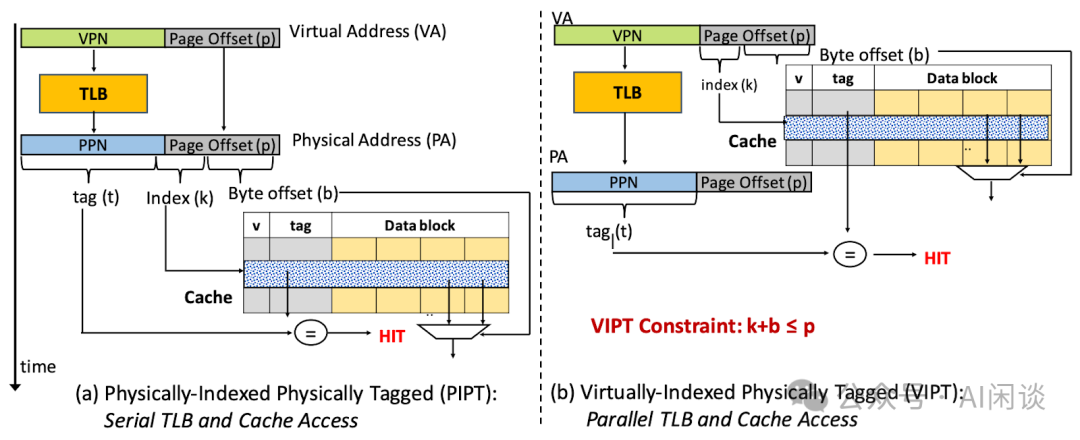 VPN
Page Offset (p)
Virtual Address (VA)
TLB
PPN
Page Offset (p)
Physical Address (PA)
tag (t)
Index (k)
Byte offset (b)
v
tag
Data block
Cache
=
HIT
time
(a) Physically-Indexed Physically Tagged (PIPT):
Serial TLB and Cache Access
VA
VPN
Page Offset (p)
Byte offset (b)
TLB
index (k)
v
tag
Data block
..
Cache
PA
PPN
Page Offset (p)
tag (t)
=
HIT
VIPT Constraint: k+b ≤ p
(b) Virtually-Indexed Physically Tagged (VIPT):
Parallel TLB and Cache Access
公众号 · AI闲谈